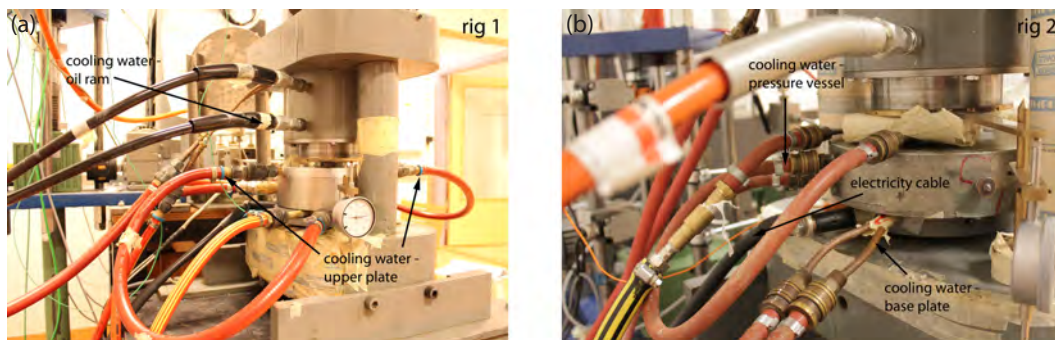 (a)
rig 1
cooling water -
oil ram
cooling water -
upper plate
(b)
rig 2
cooling water -
pressure vessel
electricity cable
cooling water -
base plate